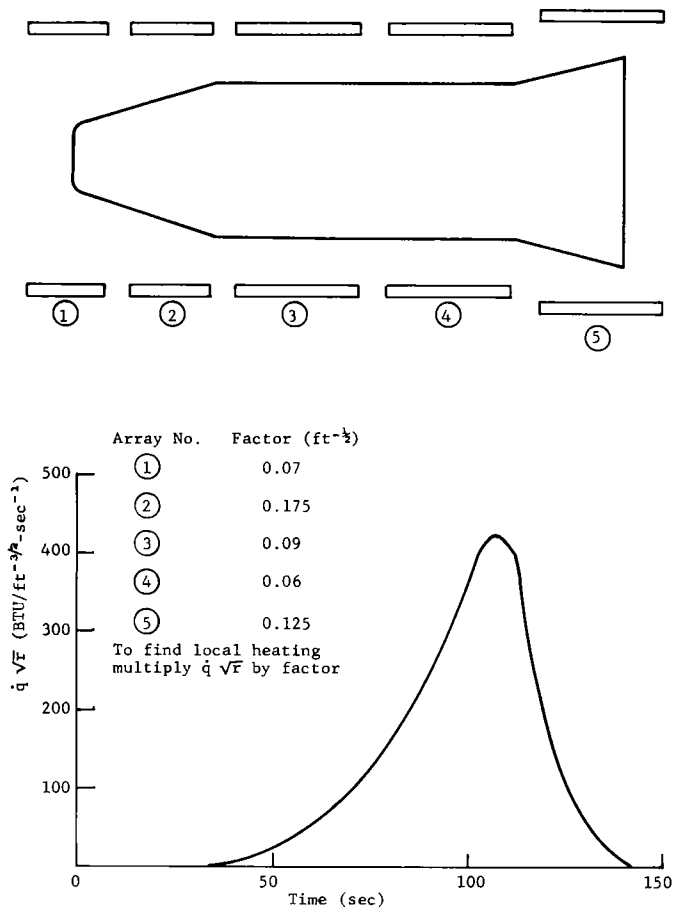 ① ② ③ ④ ⑤
Array No. Factor (ft⁻½)
① 0.07
② 0.175
③ 0.09
④ 0.06
⑤ 0.125
To find local heating
multiply q̇ √r by factor
q̇ √r (BTU/ft⁻³/²-sec⁻¹)
500
400
300
200
100
0 50 100 150
Time (sec)